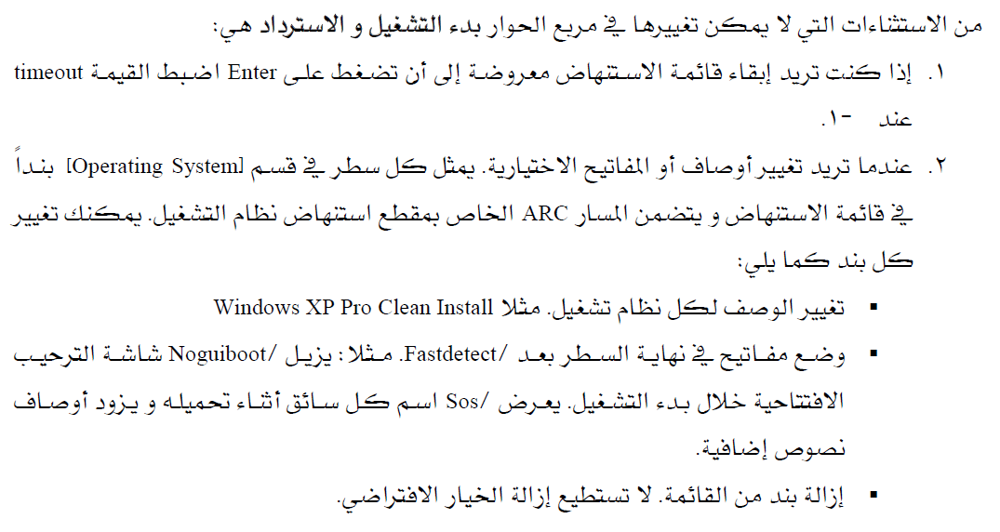 من الاستثناءات التي لا يمكن تغييرها في مربع الحوار بدء التشغيل و الاسترداد هي:
١. إذا كنت تريد إبقاء قائمة الاستنهاض معروضة إلى أن تضغط على Enter اضبط القيمة timeout
عند -١.
٢. عندما تريد تغيير أوصاف أو المفاتيح الاختيارية. يمثل كل سطر في قسم [Operating System] بنداً
في قائمة الاستنهاض و يتضمن المسار ARC الخاص بمقطع استنهاض نظام التشغيل. يمكنك تغيير
كل بند كما يلي:
▪ تغيير الوصف لكل نظام تشغيل. مثلا Windows XP Pro Clean Install
▪ وضع مفاتيح في نهاية السطر بعد /Fastdetect. مثلا: يزيل /Noguiboot شاشة الترحيب
الافتتاحية خلال بدء التشغيل. يعرض /Sos اسم كل سائق أثناء تحميله و يزود أوصاف
نصوص إضافية.
▪ إزالة بند من القائمة. لا تستطيع إزالة الخيار الافتراضي.